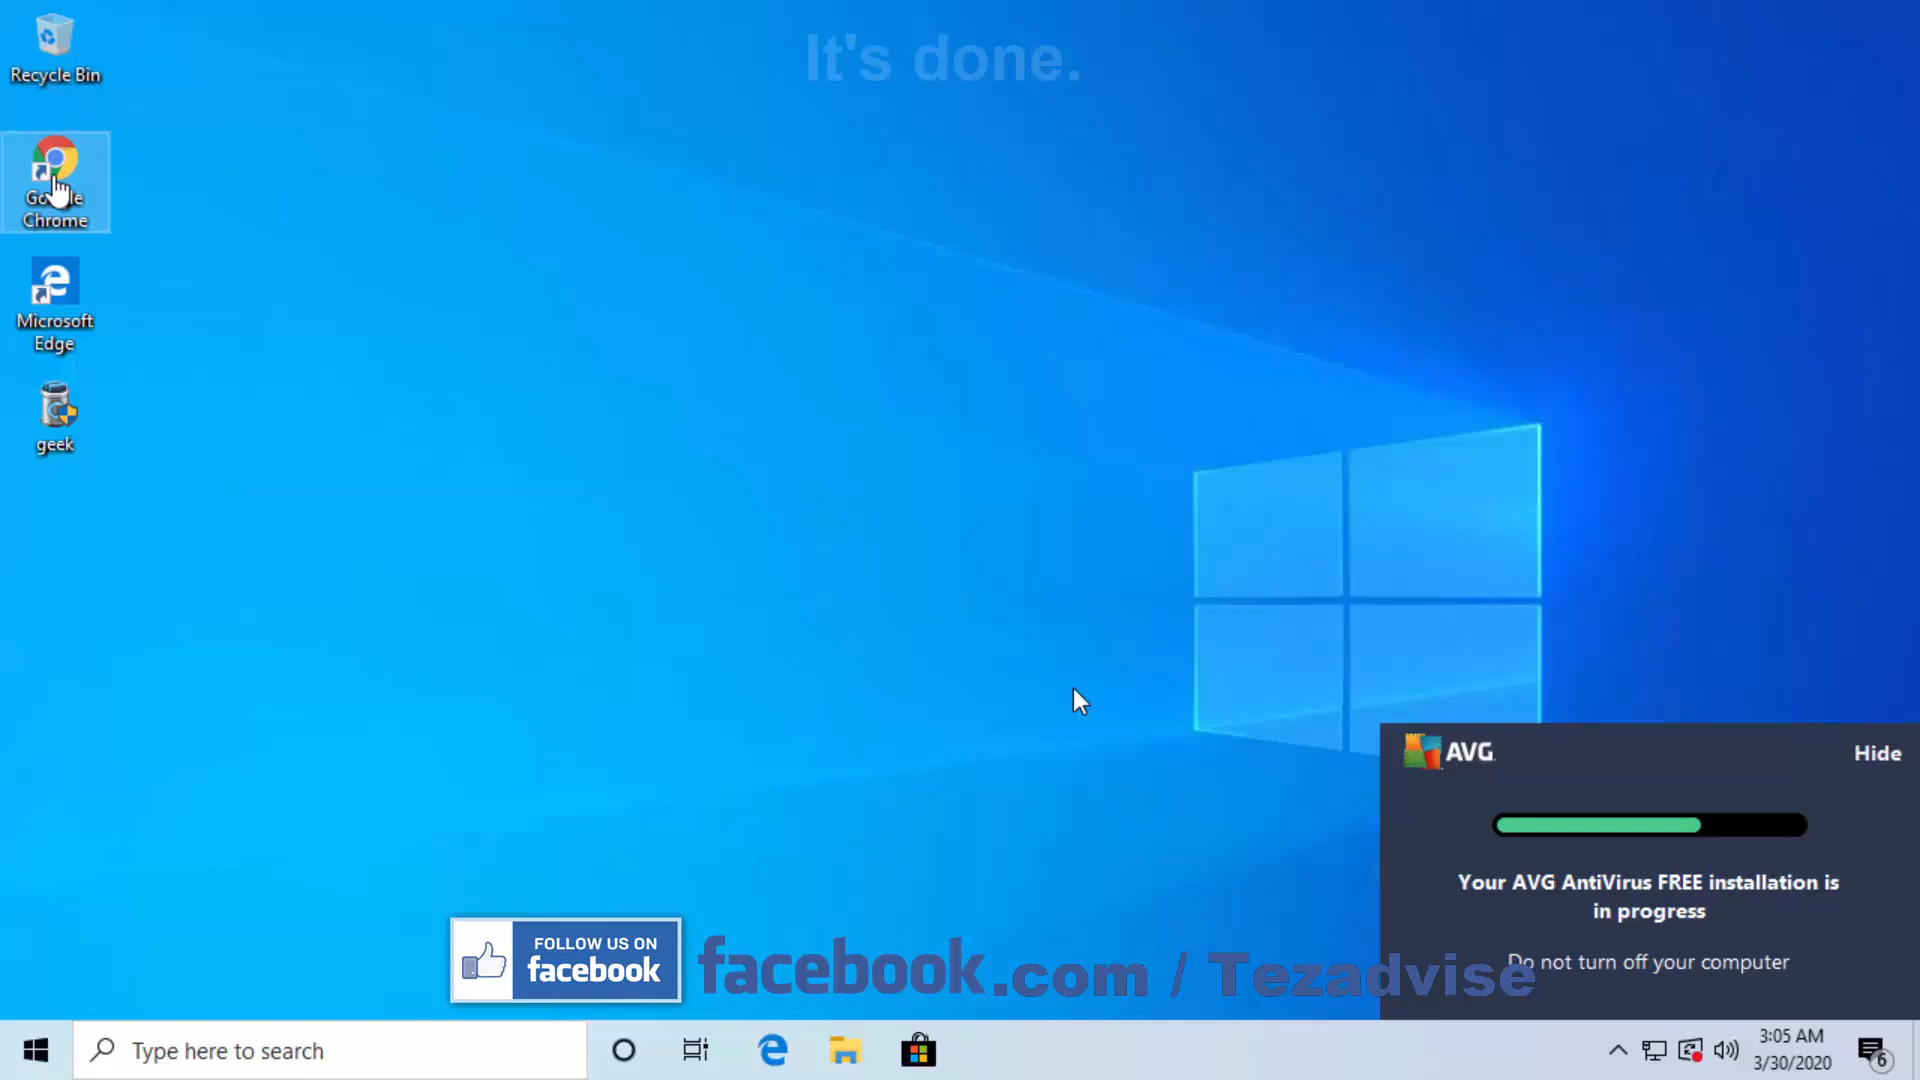 It's done.
Recycle Bin
Google
Chrome
Microsoft
Edge
geek
AVG
Hide
Your AVG AntiVirus FREE installation is
in progress
Do not turn off your computer
FOLLOW US ON
facebook
facebook.com / Tezadvise
Type here to search
3:05 AM
3/30/2020
6